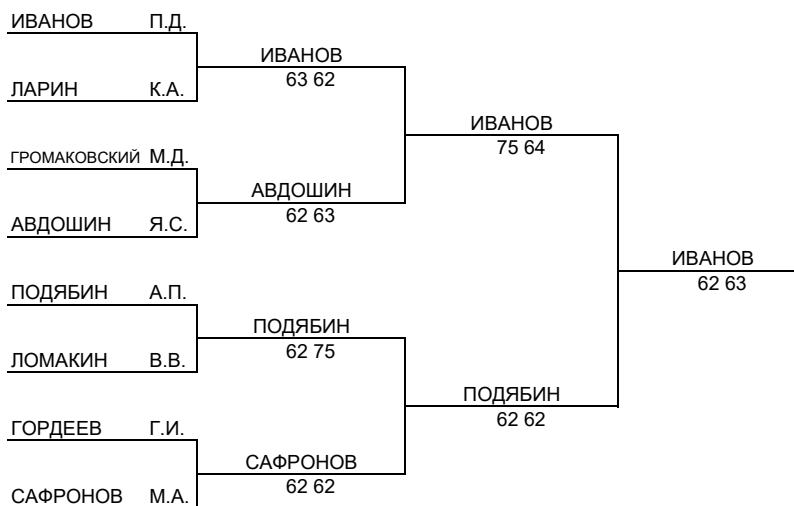 ИВАНОВ П.Д.
ИВАНОВ
63 62
ЛАРИН К.А.
ИВАНОВ
75 64
ГРОМАКОВСКИЙ М.Д.
АВДОШИН
62 63
АВДОШИН Я.С.
ИВАНОВ
62 63
ПОДЯБИН А.П.
ПОДЯБИН
62 75
ЛОМАКИН В.В.
ПОДЯБИН
62 62
ГОРДЕЕВ Г.И.
САФРОНОВ
62 62
САФРОНОВ М.А.